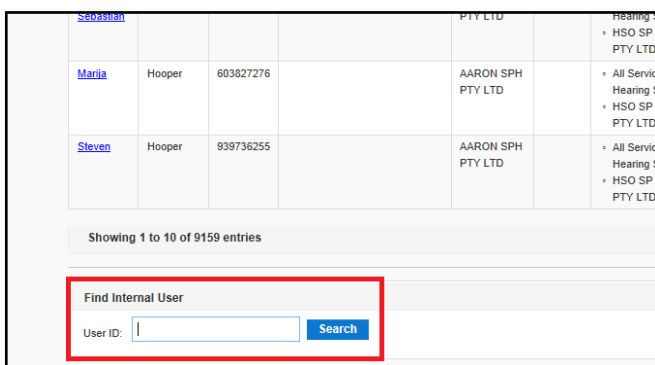 Sebastian
PTY LTD
Hearing S
HSO SP
PTY LTD
Marija Hooper 603827276 AARON SPH All Servic
PTY LTD Hearing S
HSO SP
PTY LTD
Steven Hooper 939736255 AARON SPH All Servic
PTY LTD Hearing S
HSO SP
PTY LTD
Showing 1 to 10 of 9159 entries
Find Internal User
User ID: Search